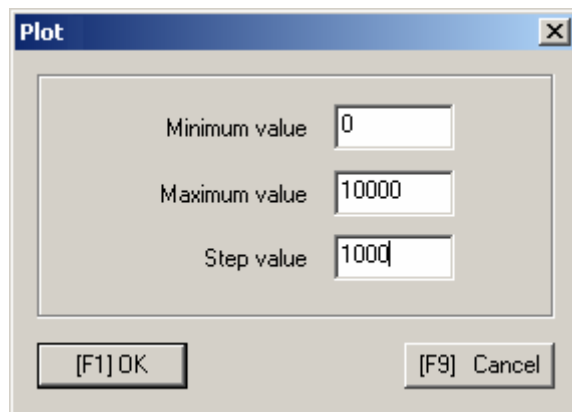 Plot
Minimum value 0
Maximum value 10000
Step value 1000
[F1] OK [F9] Cancel